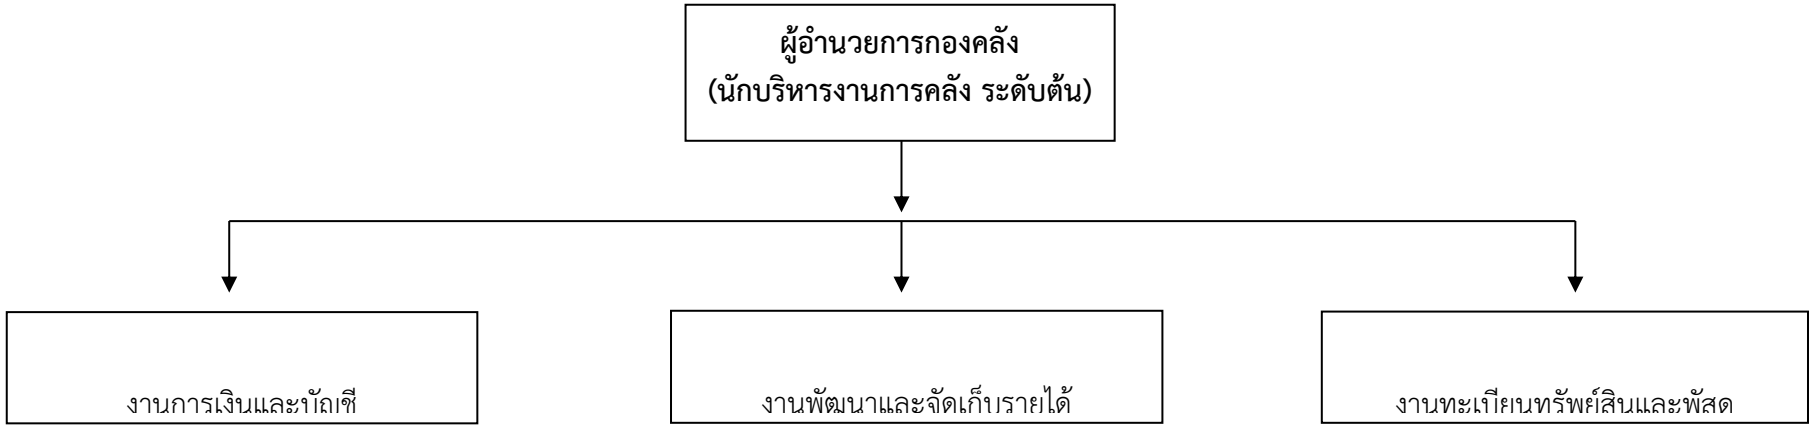 ผู้อำนวยการกองคลัง
(นักบริหารงานการคลัง ระดับต้น)
งานการเงินและบัญชี
งานพัฒนาและจัดเก็บรายได้
งานทะเบียนทรัพย์สินและพัสดุ